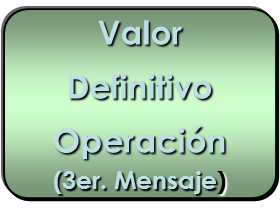 Valor
Definitivo
Operación
(3er. Mensaje)